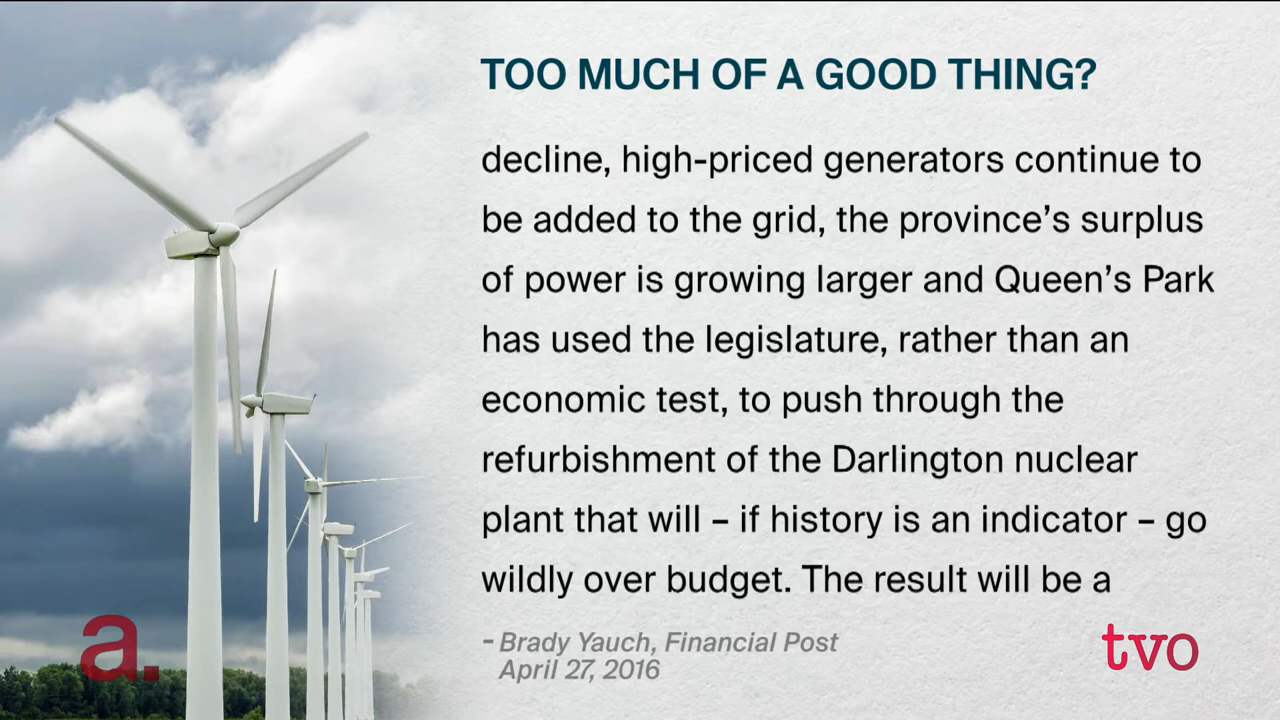 TOO MUCH OF A GOOD THING?
decline, high-priced generators continue to
be added to the grid, the province's surplus
of power is growing larger and Queen's Park
has used the legislature, rather than an
economic test, to push through the
refurbishment of the Darlington nuclear
plant that will – if history is an indicator – go
wildly over budget. The result will be a
– Brady Yauch, Financial Post
April 27, 2016
a.
tvo